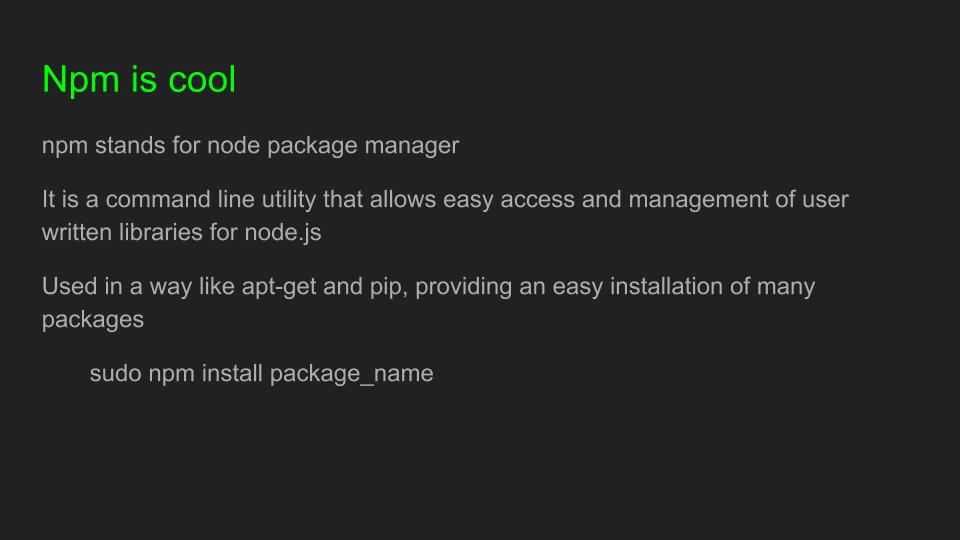 Npm is cool
npm stands for node package manager
It is a command line utility that allows easy access and management of user
written libraries for node.js
Used in a way like apt-get and pip, providing an easy installation of many
packages
sudo npm install package_name